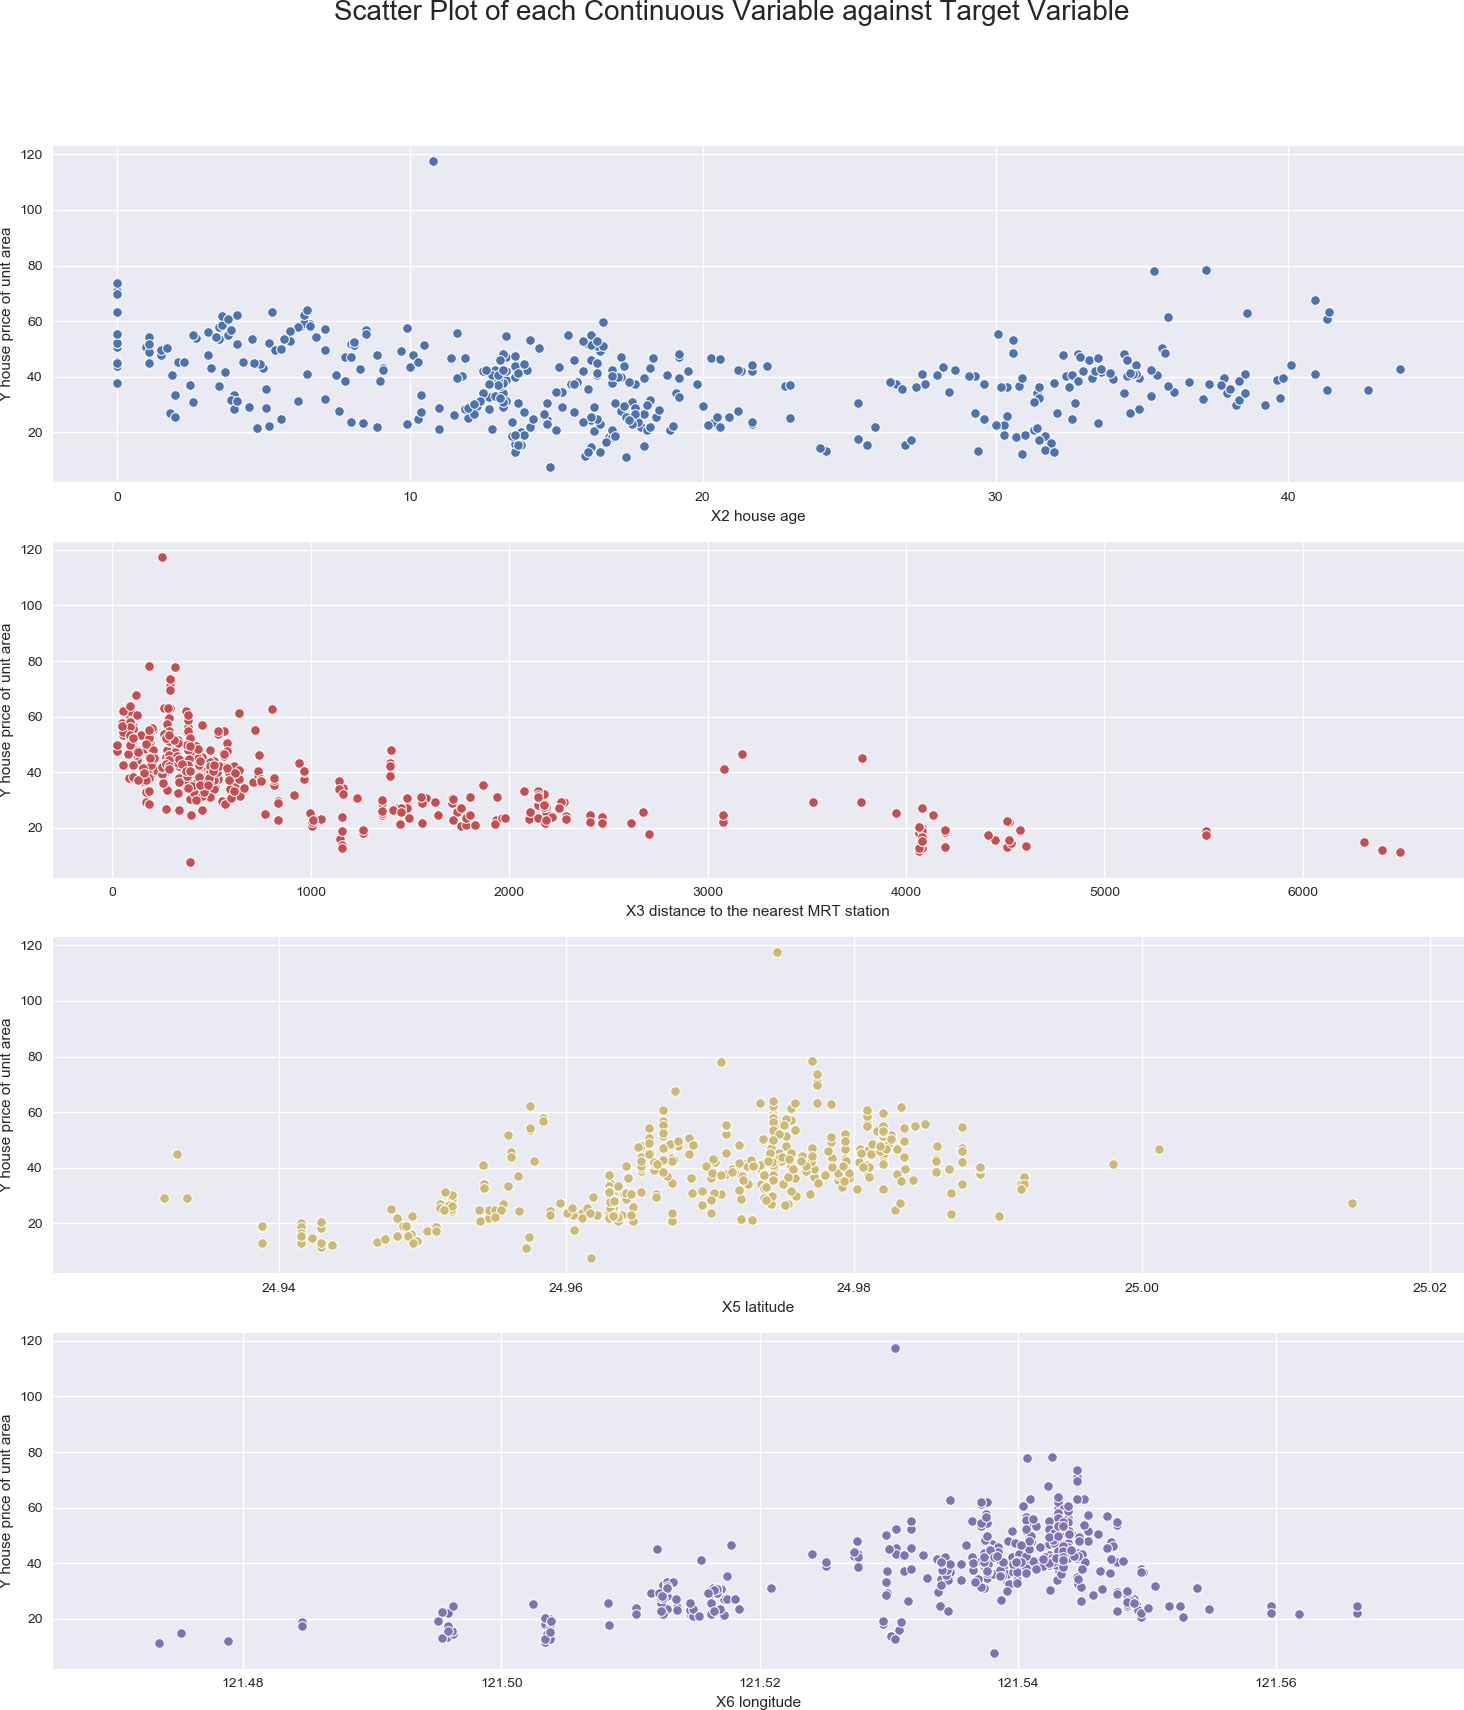 Scatter Plot of each Continuous Variable against Target Variable
120
100
80
60
40
20
Y house price of unit area
0 10 20 30 40
X2 house age
120
100
80
60
40
20
Y house price of unit area
0 1000 2000 3000 4000 5000 6000
X3 distance to the nearest MRT station
120
100
80
60
40
20
Y house price of unit area
24.94 24.96 24.98 25.00 25.02
X5 latitude
120
100
80
60
40
20
Y house price of unit area
121.48 121.50 121.52 121.54 121.56
X6 longitude